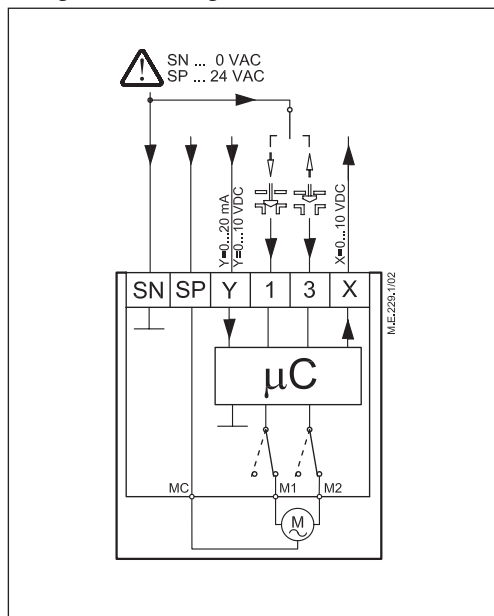 SN ... 0 VAC
SP ... 24 VAC
Y=0...20 mA
Y=0...10 VDC
X=0...10 VDC
SN SP Y 1 3 X
M.E.229.1/02
µC
MC M1 M2
M